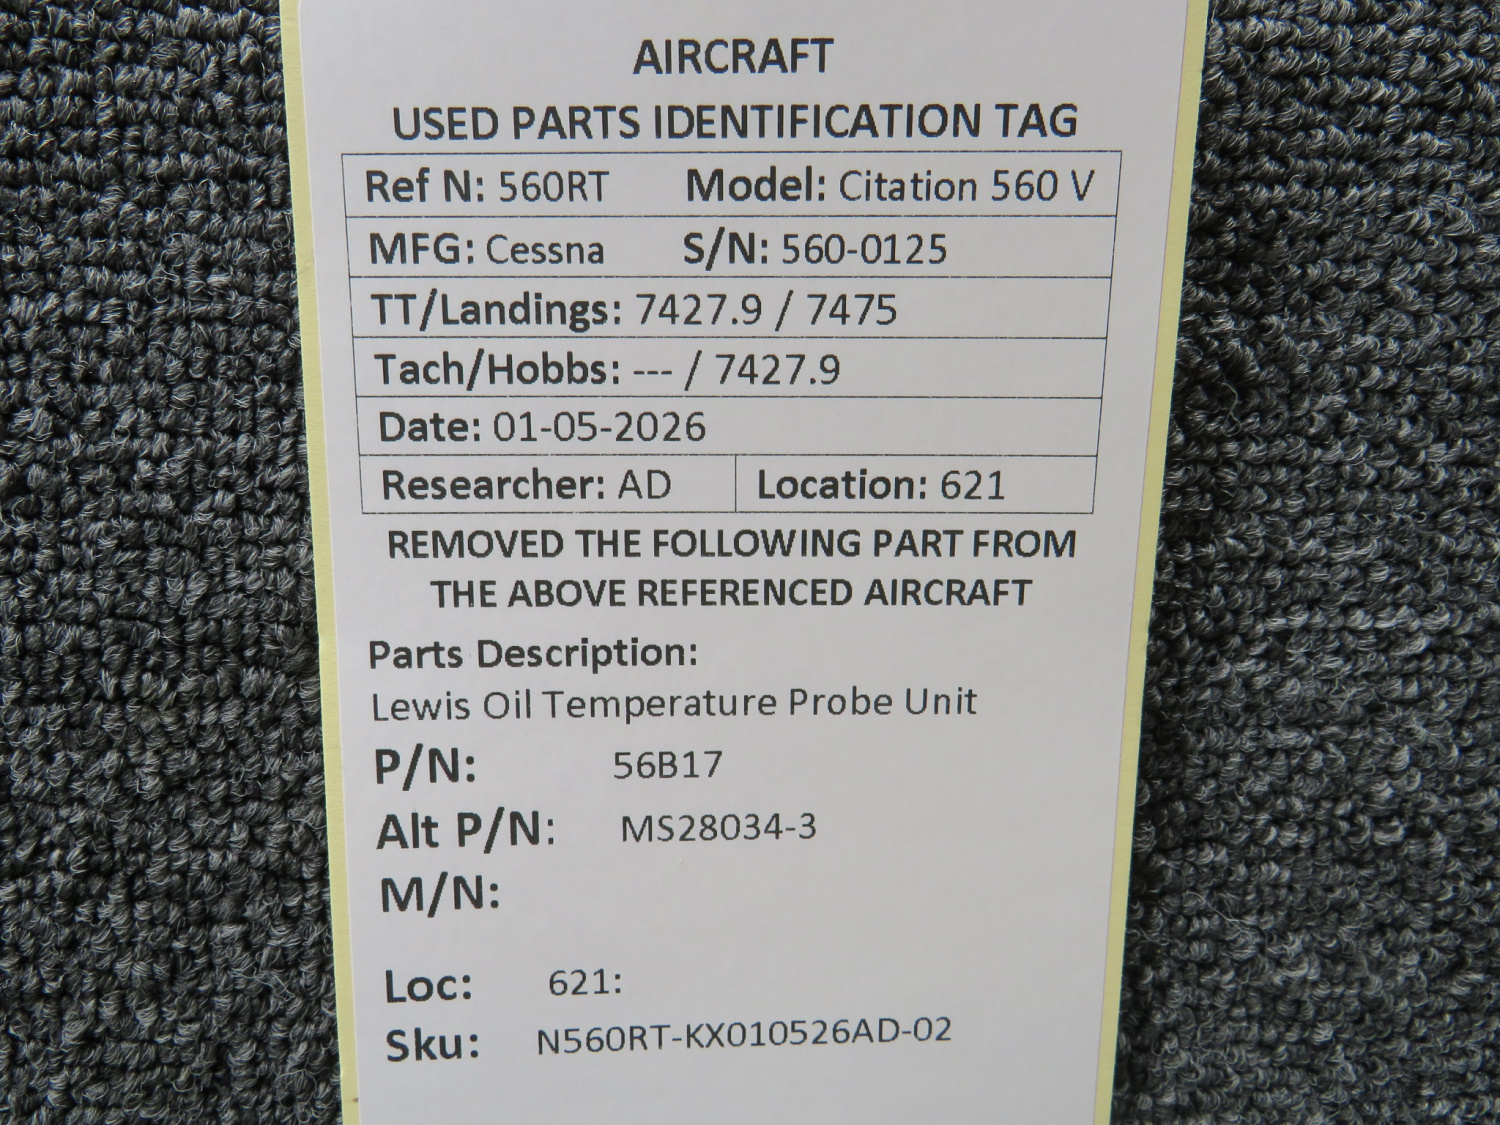 AIRCRAFT
USED PARTS IDENTIFICATION TAG
Ref N: 560RT Model: Citation 560 V
MFG: Cessna S/N: 560-0125
TT/Landings: 7427.9 / 7475
Tach/Hobbs: --- / 7427.9
Date: 01-05-2026
Researcher: AD Location: 621
REMOVED THE FOLLOWING PART FROM
THE ABOVE REFERENCED AIRCRAFT
Parts Description:
Lewis Oil Temperature Probe Unit
P/N: 56B17
Alt P/N: MS28034-3
M/N:
Loc: 621:
Sku: N560RT-KX010526AD-02